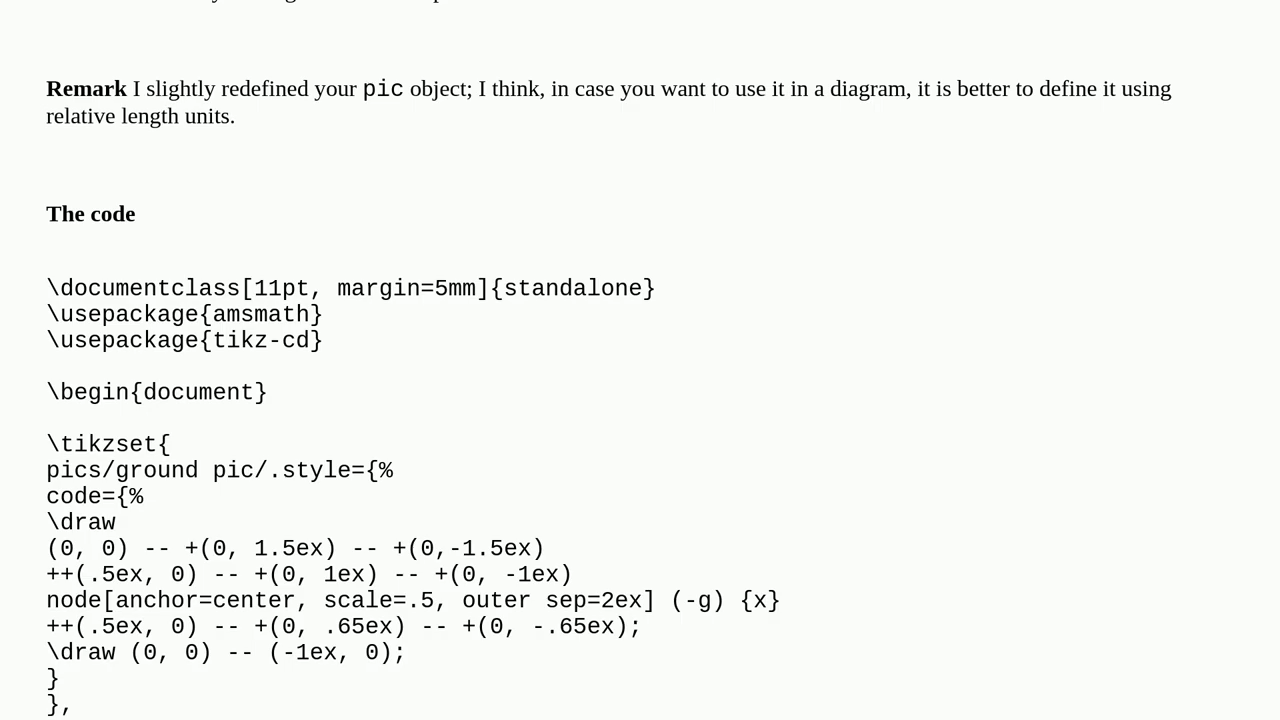 Remark I slightly redefined your pic object; I think, in case you want to use it in a diagram, it is better to define it using
relative length units.
The code
\documentclass[11pt, margin=5mm]{standalone}
\usepackage{amsmath}
\usepackage{tikz-cd}
\begin{document}
\tikzset{
pics/ground pic/.style={%
code={%
\draw
(0, 0) -- +(0, 1.5ex) -- +(0,-1.5ex)
++(.5ex, 0) -- +(0, 1ex) -- +(0, -1ex)
node[anchor=center, scale=.5, outer sep=2ex] (-g) {x}
++(.5ex, 0) -- +(0, .65ex) -- +(0, -.65ex);
\draw (0, 0) -- (-1ex, 0);
}
},